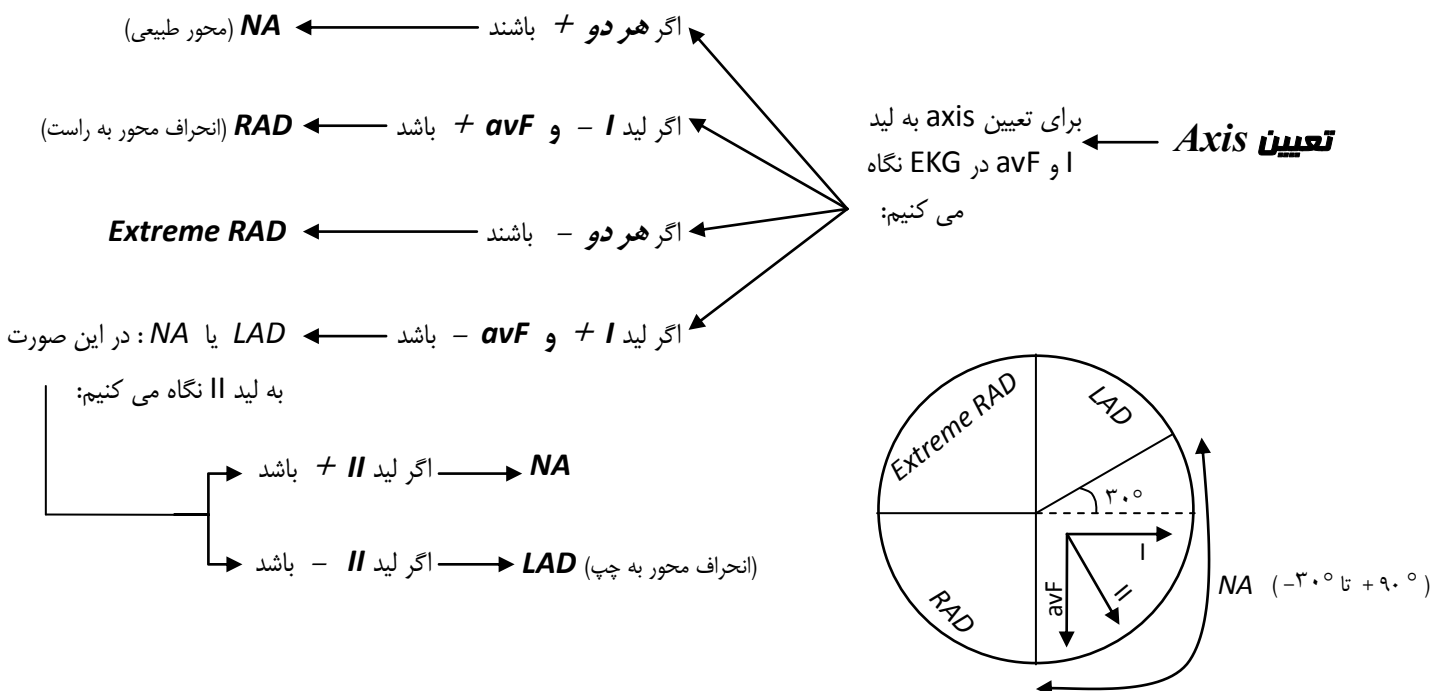 تعیین Axis
برای تعیین axis به لید
I و avF در EKG نگاه
می کنیم:
اگر هر دو + باشند NA (محور طبیعی)
اگر لید I – و avF + باشد RAD (انحراف محور به راست)
اگر هر دو – باشند Extreme RAD
اگر لید I + و avF – باشد LAD یا NA : در این صورت
به لید II نگاه می کنیم:
اگر لید II + باشد NA
اگر لید II – باشد LAD (انحراف محور به چپ)
Extreme RAD
LAD
۳۰°
I
II
avF
RAD
NA (-۳۰° تا +۹۰°)